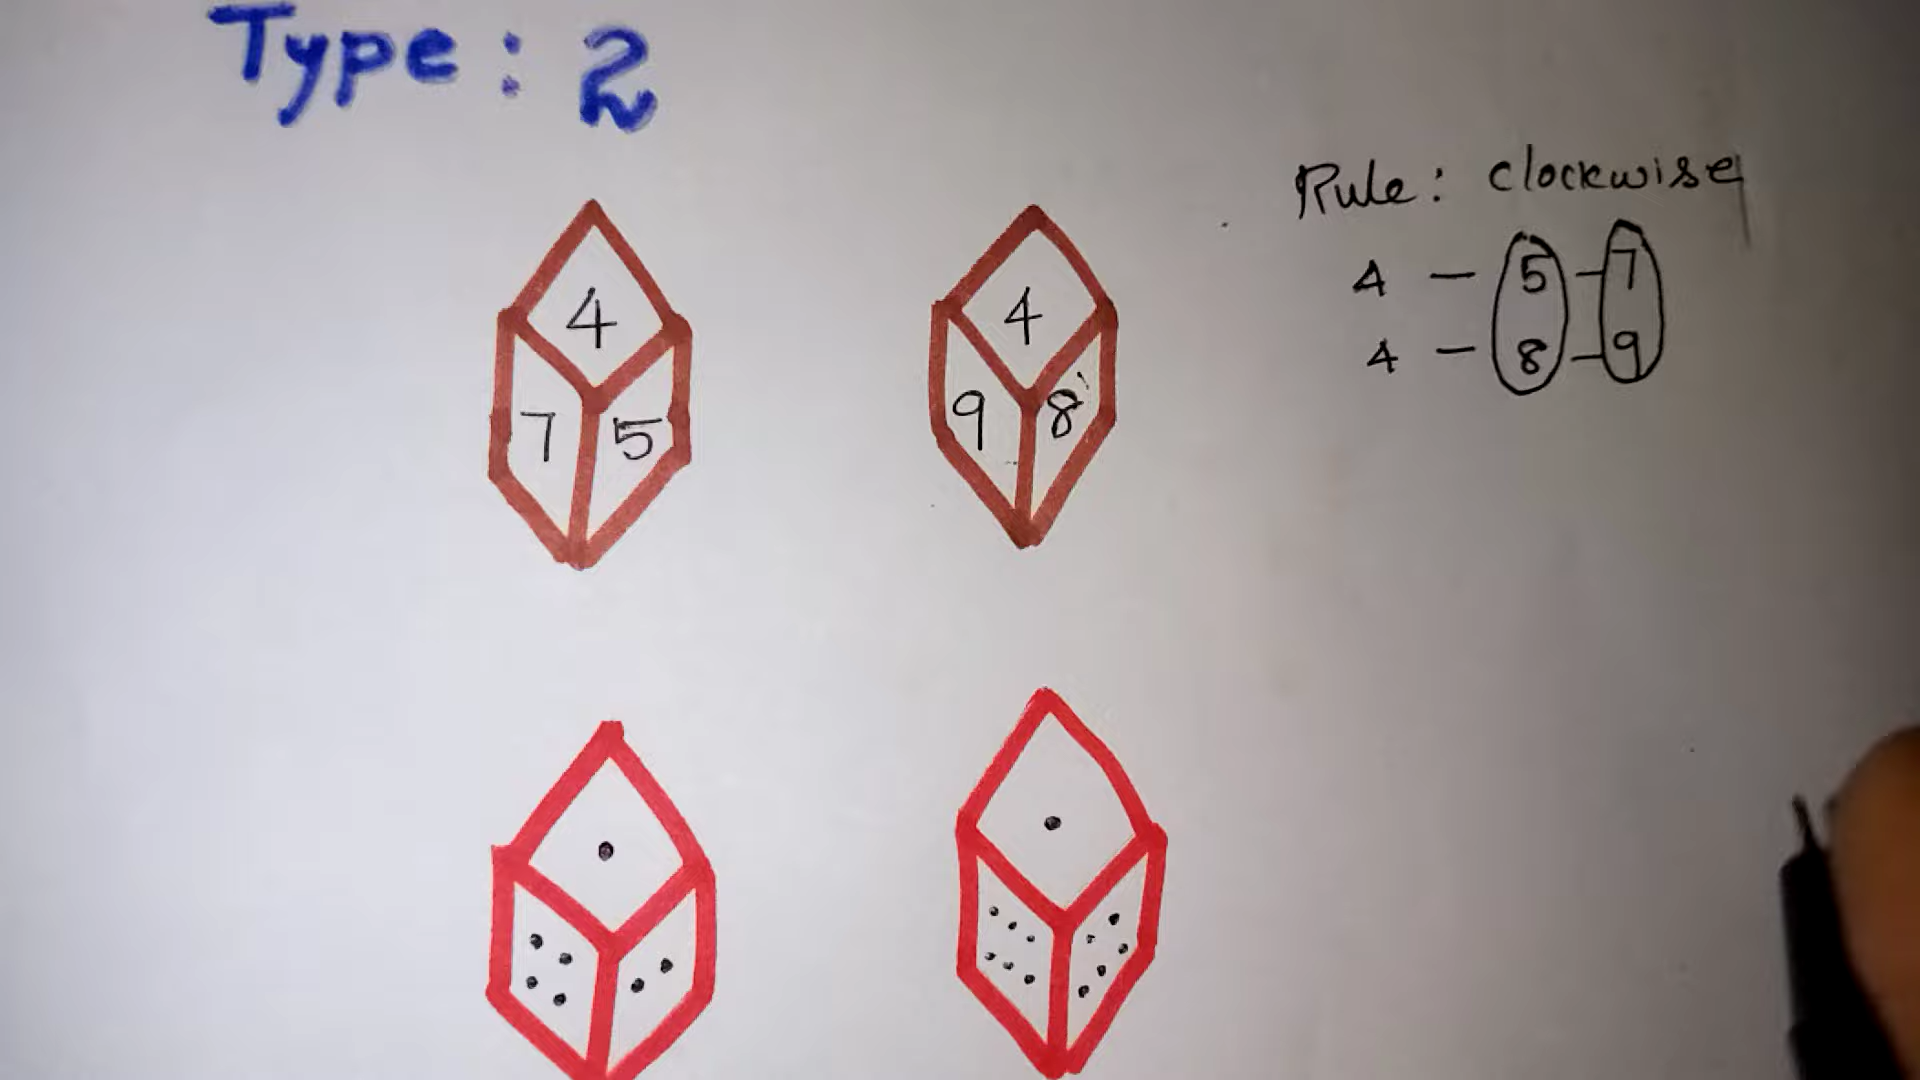 Type: 2
Rule: clockwise
4 - 5 - 7
4 - 8 - 9
4
7 5
4
9 8